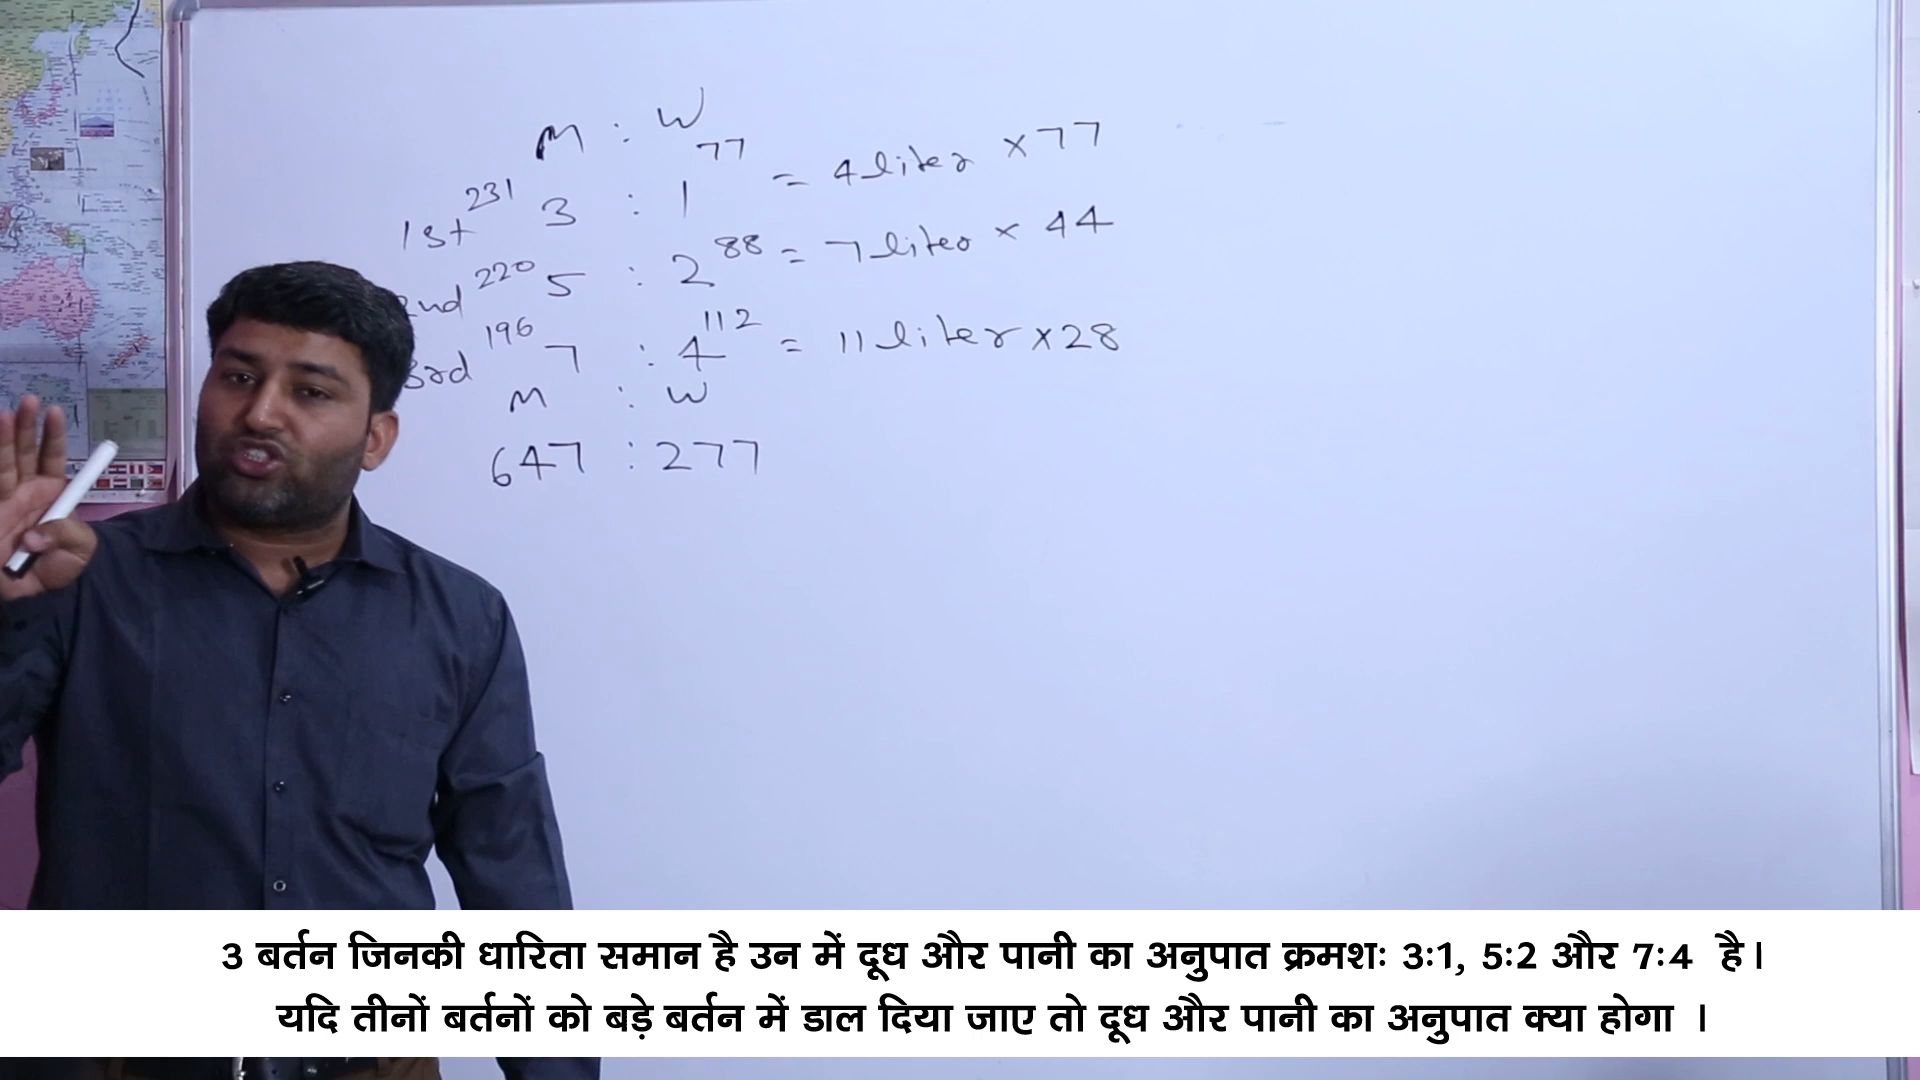 M : W
1st 231 3 : 1 77 = 4 liter × 77
2nd 220 5 : 2 88 = 7 liter × 44
3rd 196 7 : 4 112 = 11 liter × 28
M : W
647 : 277
3 बर्तन जिनकी धारिता समान है उन में दूध और पानी का अनुपात क्रमशः 3:1, 5:2 और 7:4 है।
यदि तीनों बर्तनों को बड़े बर्तन में डाल दिया जाए तो दूध और पानी का अनुपात क्या होगा ।